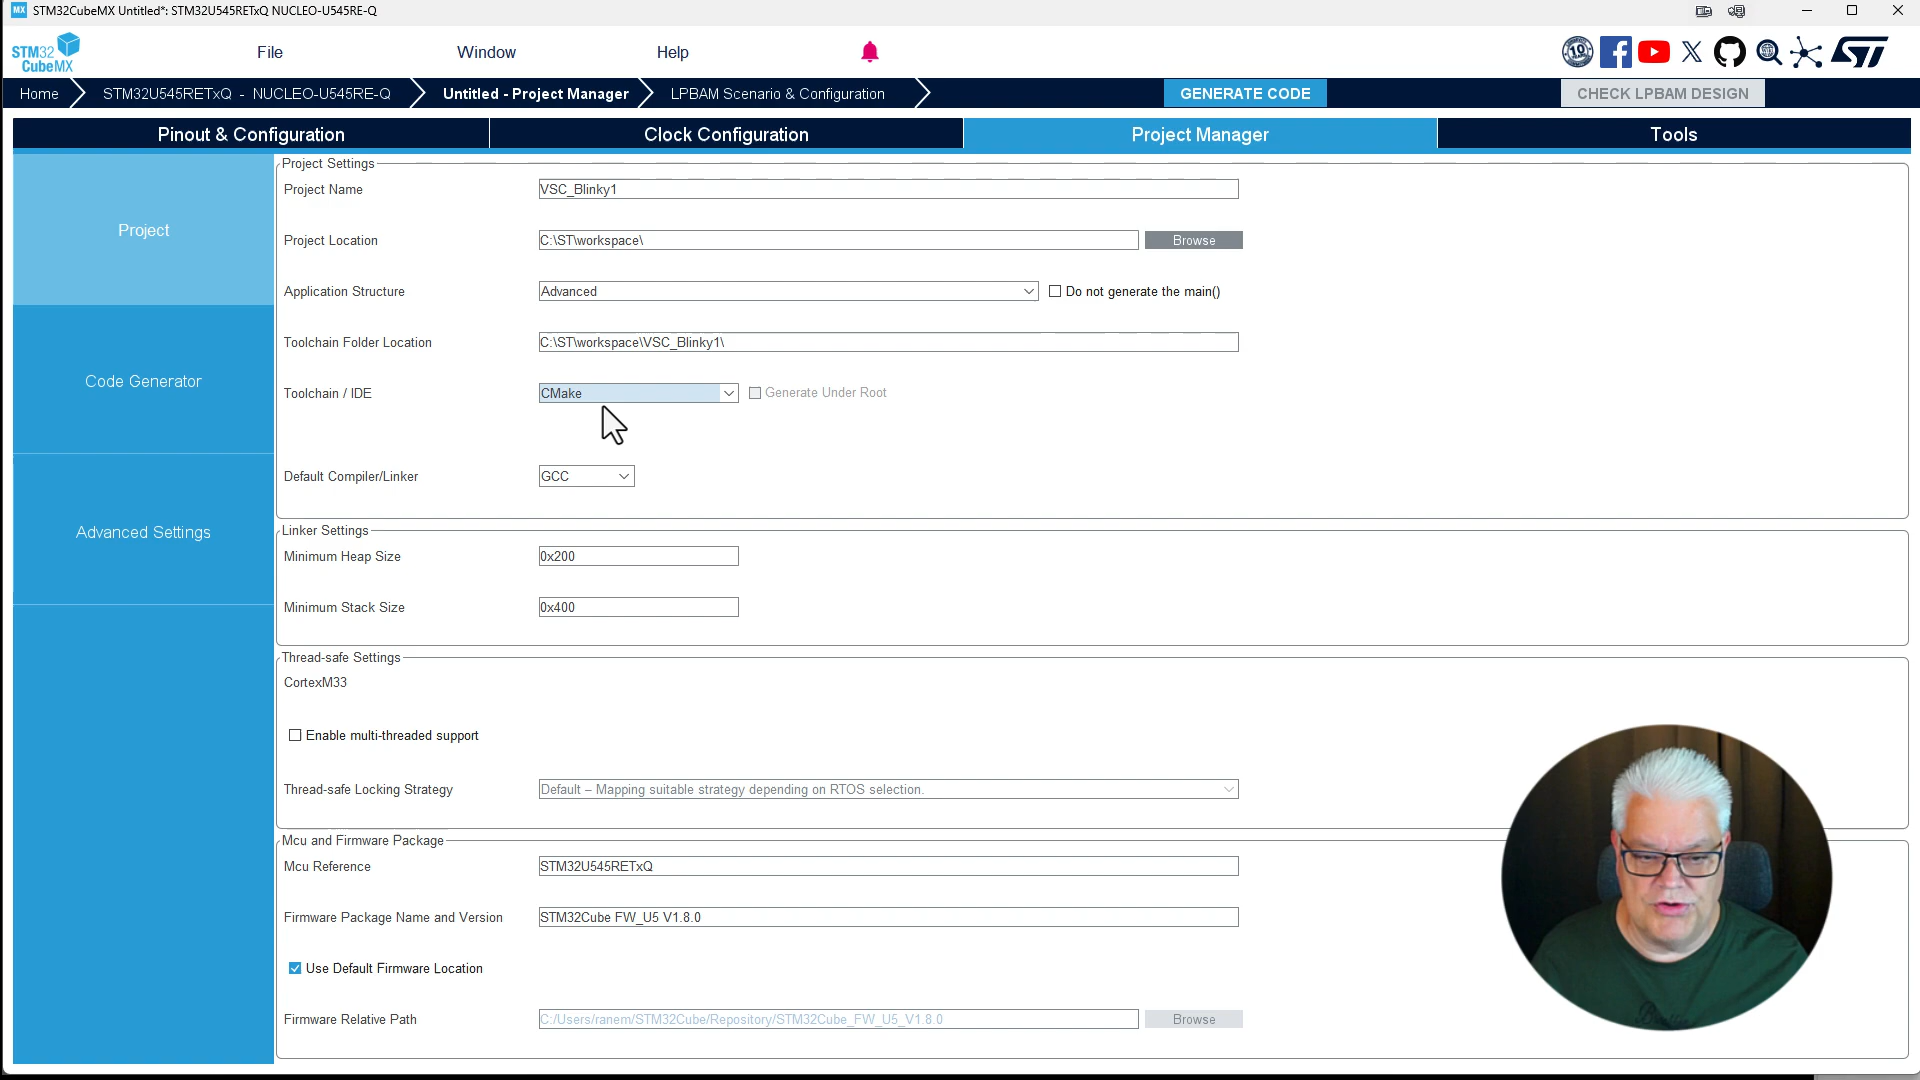 MX STM32CubeMX Untitled*: STM32U545RETxQ NUCLEO-U545RE-Q
STM32 CubeMX
File
Window
Help
10
ST
Home
STM32U545RETxQ - NUCLEO-U545RE-Q
Untitled - Project Manager
LPBAM Scenario & Configuration
GENERATE CODE
CHECK LPBAM DESIGN
Pinout & Configuration
Clock Configuration
Project Manager
Tools
Project
Code Generator
Advanced Settings
Project Settings
Project Name
VSC_Blinky1
Project Location
C:\ST\workspace\
Browse
Application Structure
Advanced
Do not generate the main()
Toolchain Folder Location
C:\ST\workspace\VSC_Blinky1\
Toolchain / IDE
CMake
Generate Under Root
Default Compiler/Linker
GCC
Linker Settings
Minimum Heap Size
0x200
Minimum Stack Size
0x400
Thread-safe Settings
CortexM33
Enable multi-threaded support
Thread-safe Locking Strategy
Default – Mapping suitable strategy depending on RTOS selection.
Mcu and Firmware Package
Mcu Reference
STM32U545RETxQ
Firmware Package Name and Version
STM32Cube FW_U5 V1.8.0
Use Default Firmware Location
Firmware Relative Path
C:/Users/ranem/STM32Cube/Repository/STM32Cube_FW_U5_V1.8.0
Browse